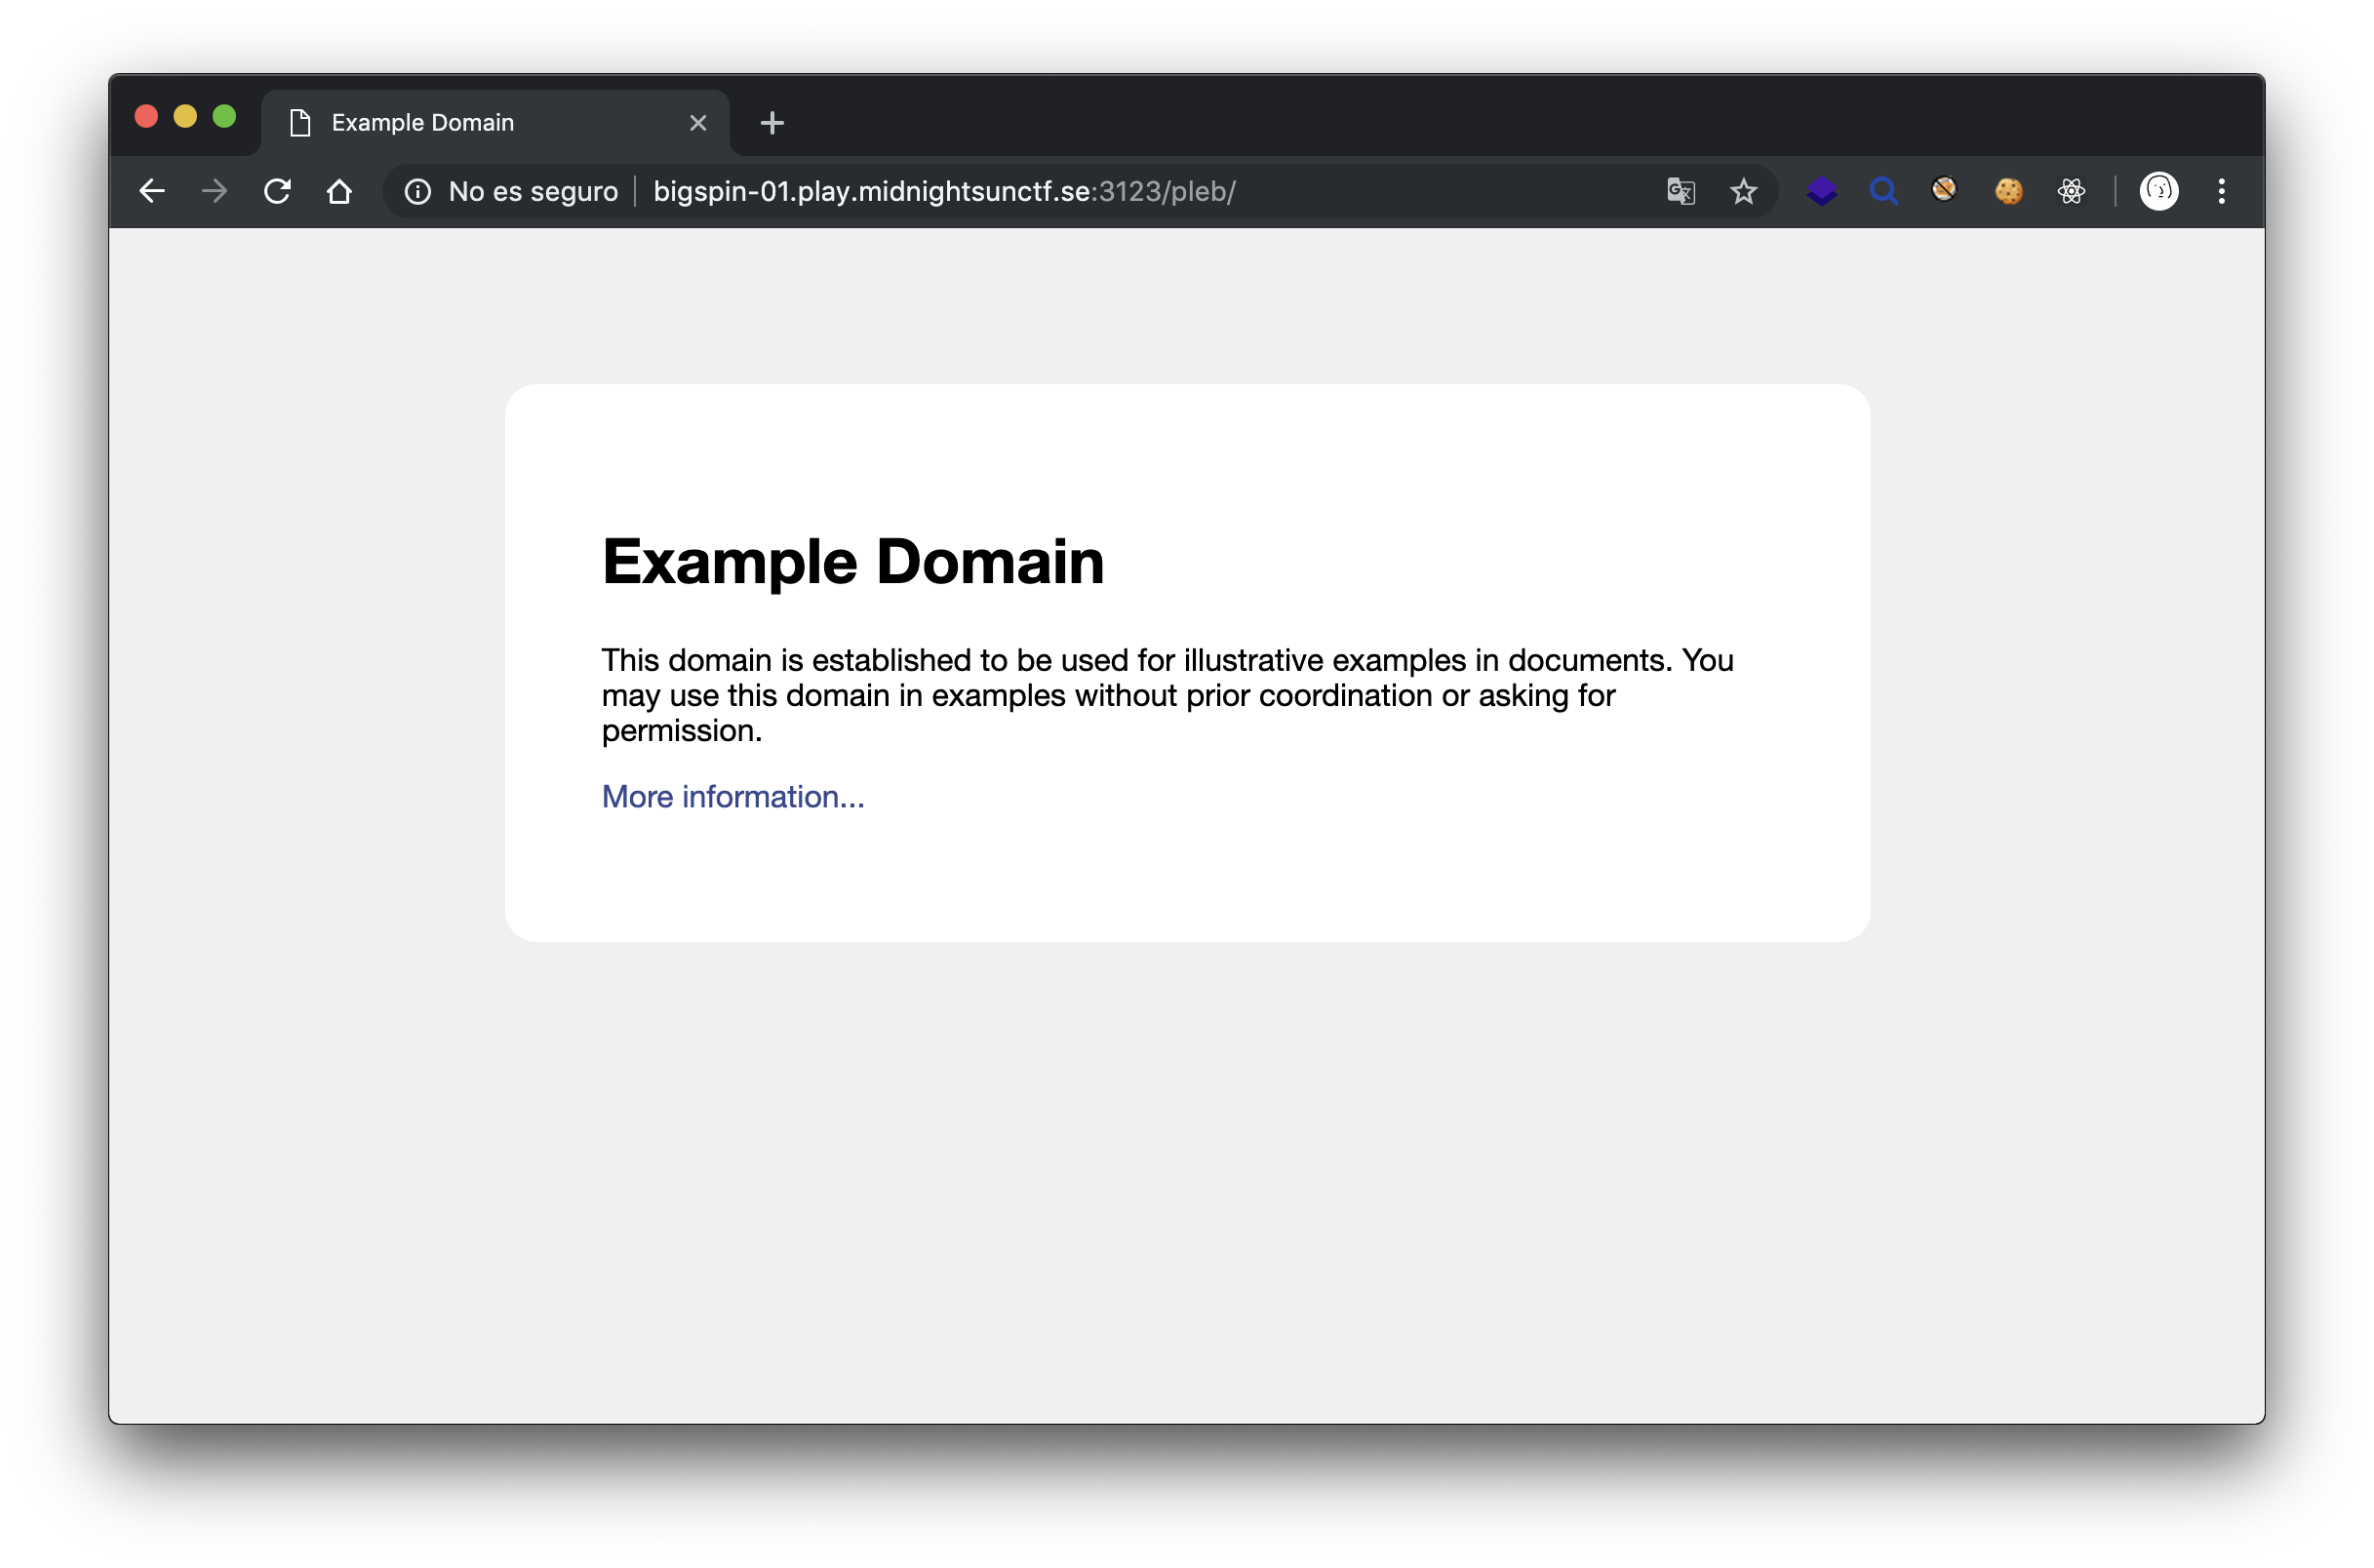 Example Domain
No es seguro bigspin-01.play.midnightsunctf.se:3123/pleb/
Example Domain
This domain is established to be used for illustrative examples in documents. You
may use this domain in examples without prior coordination or asking for
permission.
More information...